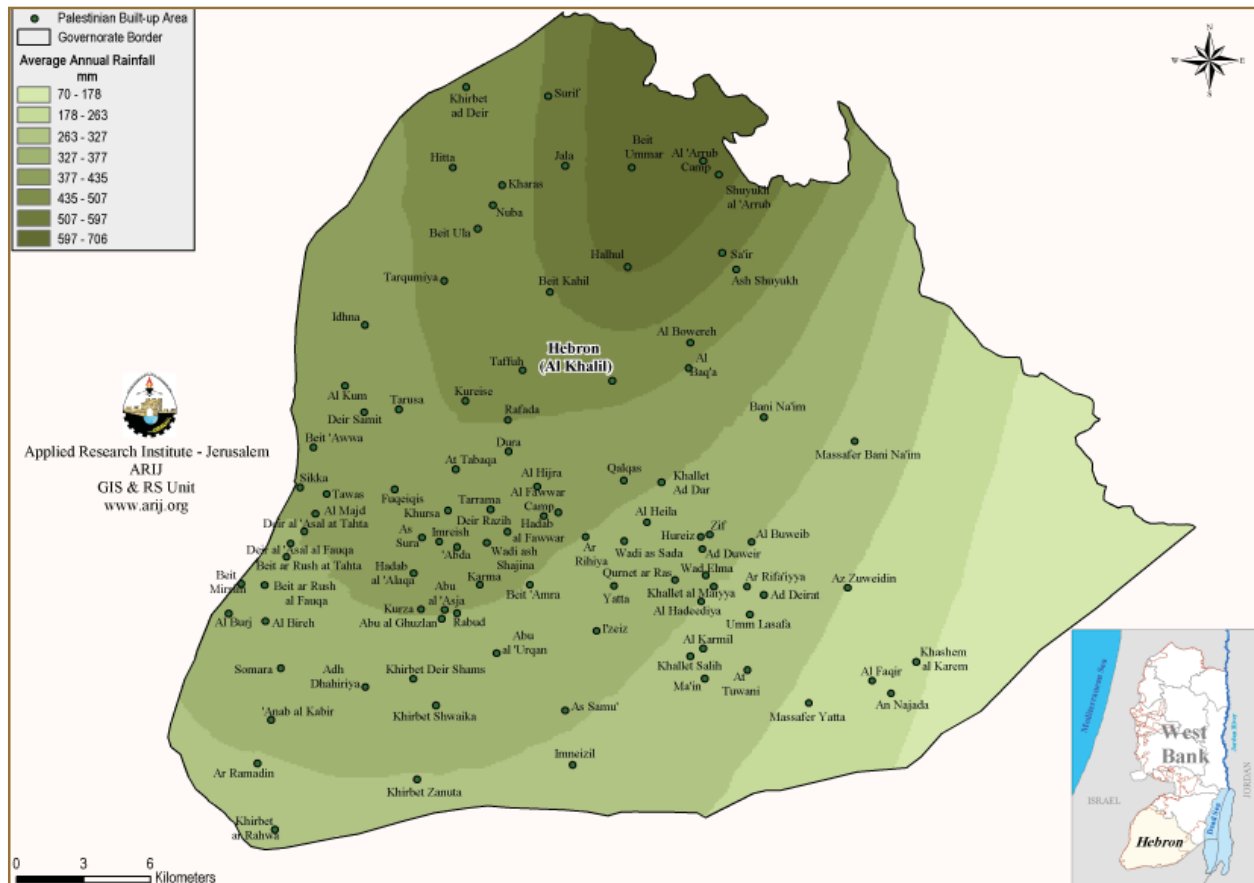 Palestinian Built-up Area
Governorate Border
Average Annual Rainfall
mm
70 - 178
178 - 263
263 - 327
327 - 377
377 - 435
435 - 507
507 - 597
597 - 706
N
W
E
S
Khirbet
ad Deir
Surif
Hitta
Jala
Beit
Ummar
Al 'Arrub
Camp
Shuyukh
al 'Arrub
Kharas
Nuba
Beit Ula
Halhul
Sa'ir
Ash Shuyukh
Tarqumiya
Beit Kahil
Idhna
Al Bowereh
Hebron
(Al Khalil)
Taffuh
Al
Baq'a
Al Kum
Tarusa
Kureise
Deir Samit
Rafada
Bani Na'im
Beit 'Awwa
Dura
Massafer Bani Na'im
Applied Research Institute - Jerusalem
ARIJ
GIS & RS Unit
www.arij.org
At Tabaqa
Al Hijra
Qalqas
Khallet
Ad Dar
Sikka
Tawas
Fuqeiqis
Al Fawwar
Camp
Al Majd
Khursa
Tarrama
Al Heila
Deir al 'Asal at Tahta
As
Sura
Imreish
Deir Razih
Hadab
al Fawwar
Zif
Hureiz
Al Buweib
Deir al 'Asal al Fauqa
'Abda
Wadi ash
Shajina
Ar
Rihiya
Wadi as Sada
Ad Duweir
Beit ar Rush at Tahta
Hadab
al 'Alaqa
Karma
Qurnet ar Ras
Wad Elma
Beit
Mirsim
Beit ar Rush
al Fauqa
Abu
al 'Asja
Beit 'Amra
Yatta
Khallet al Maiyya
Ar Rifa'iyya
Az Zuweidin
Ad Deirat
Al Burj
Al Bireh
Kurza
Abu al Ghuzlan
Rabud
Al Hadeediya
Umm Lasafa
I'zeiz
Abu
al 'Urqan
Al Karmil
Somara
Adh
Dhahiriya
Khirbet Deir Shams
Khallet Salih
Ma'in
At
Tuwani
Khashem
al Karem
Al Faqir
An Najada
'Anab al Kabir
Khirbet Shwaika
As Samu'
Massafer Yatta
Ar Ramadin
Khirbet Zanuta
Imneizil
Khirbet
ar Rahwa
0 3 6
Kilometers
Mediterranean Sea
West
Bank
Jordan River
JORDAN
ISRAEL
Dead Sea
Hebron